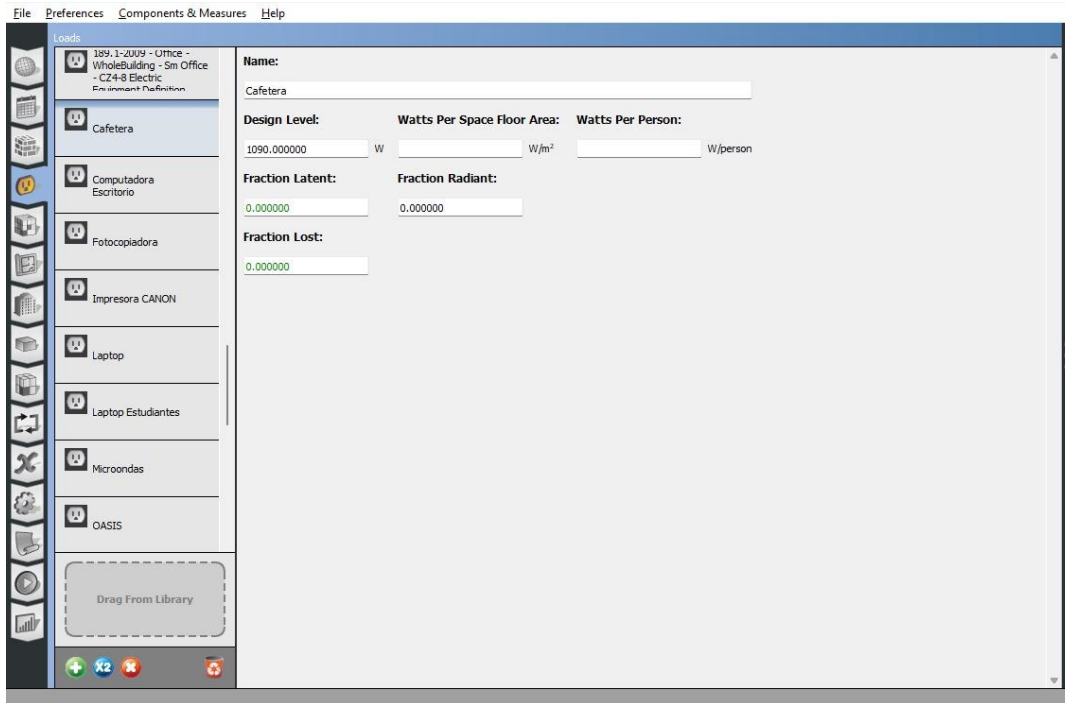 File Preferences Components & Measures Help
Loads
189.1-2009 - Office -
WholeBuilding - Sm Office
- CZ4-8 Electric
Equipment Definition
Cafetera
Computadora
Escritorio
Fotocopiadora
Impresora CANON
Laptop
Laptop Estudiantes
Microondas
OASIS
Drag From Library
X2
Name:
Cafetera
Design Level: Watts Per Space Floor Area: Watts Per Person:
1090.000000 W W/m² W/person
Fraction Latent: Fraction Radiant:
0.000000 0.000000
Fraction Lost:
0.000000